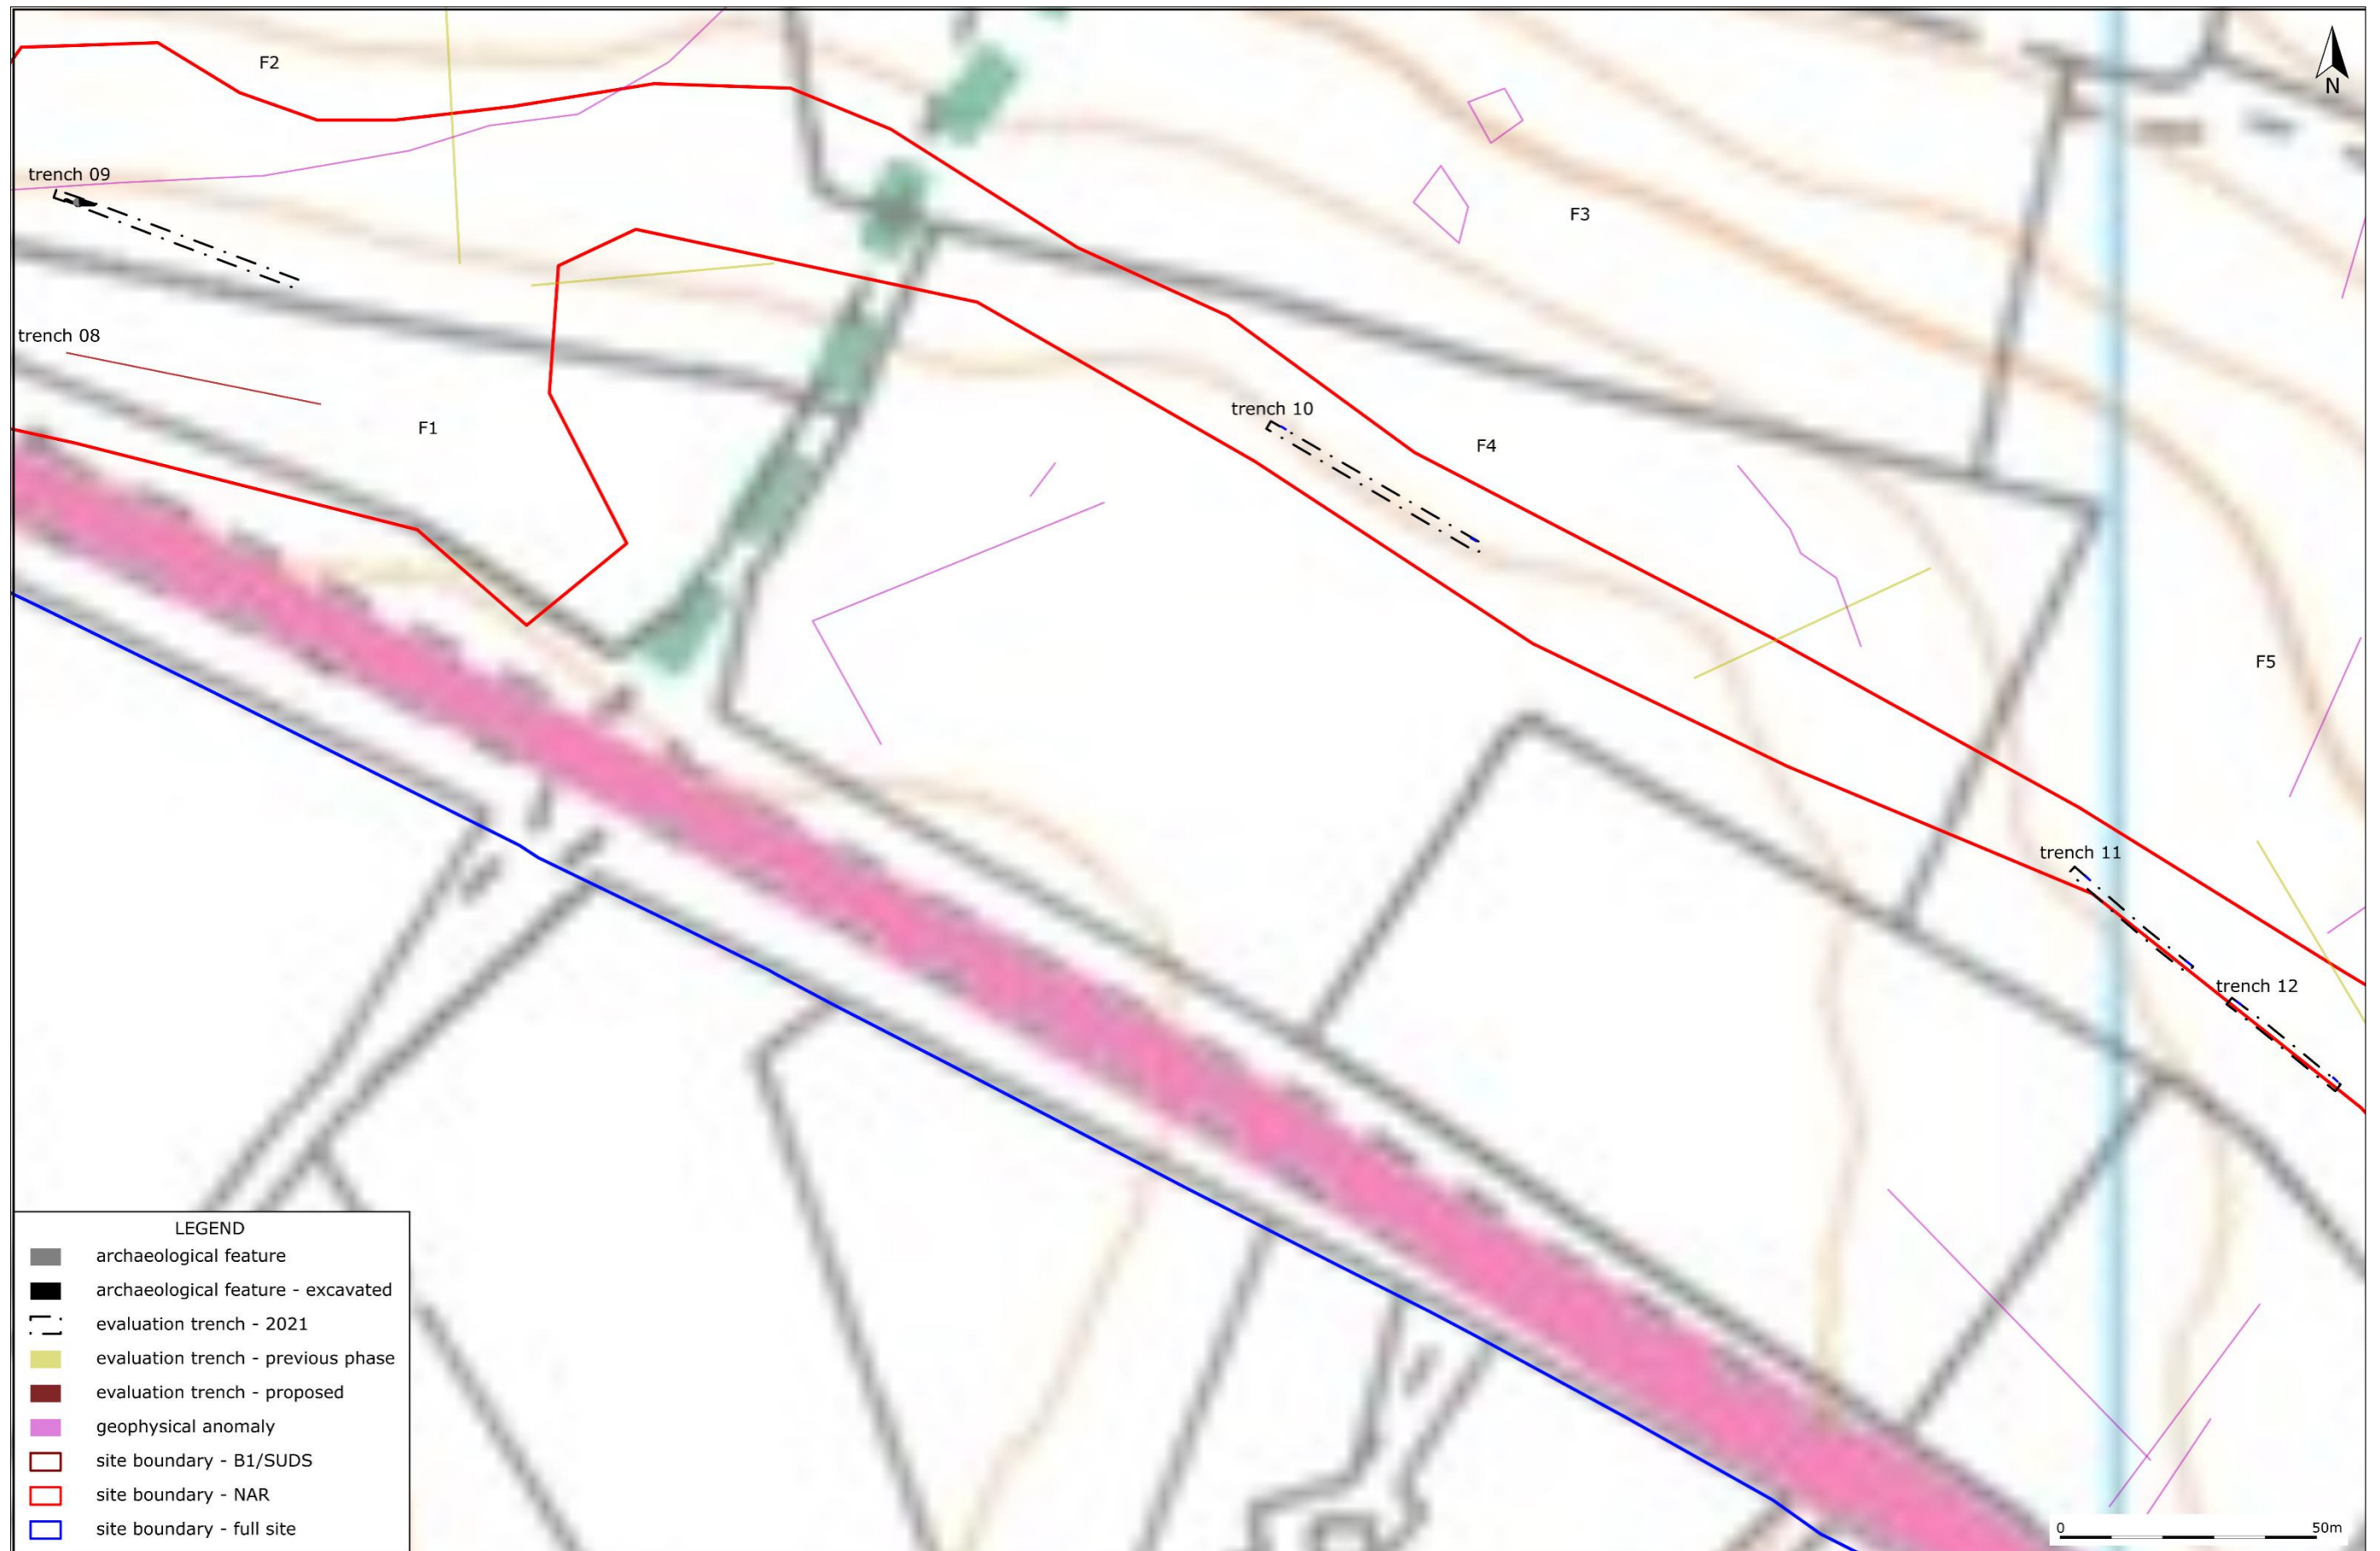 F2
N
trench 09
F3
trench 08
trench 10
F1
F4
F5
trench 11
trench 12
LEGEND
archaeological feature
archaeological feature - excavated
evaluation trench - 2021
evaluation trench - previous phase
evaluation trench - proposed
geophysical anomaly
site boundary - B1/SUDS
site boundary - NAR
site boundary - full site
0 50m